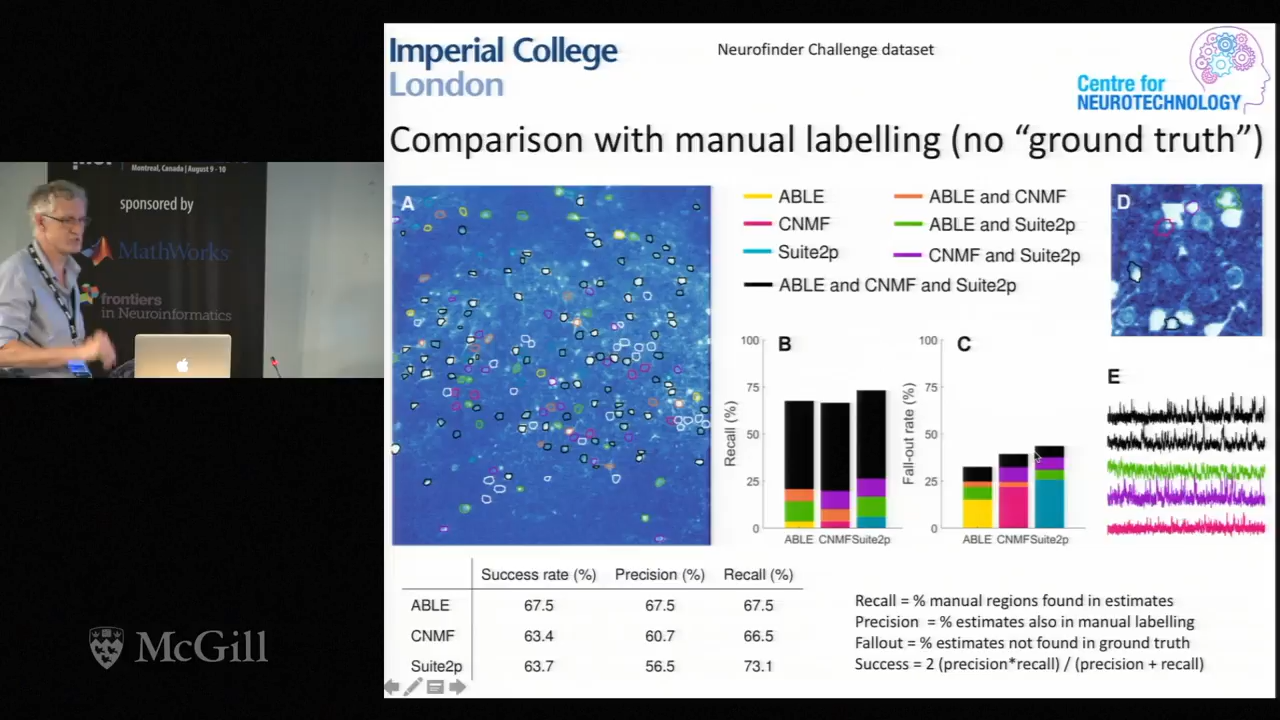 Montreal, Canada | August 9 - 10
sponsored by
MathWorks
frontiers
in Neuroinformatics
McGill
Imperial College
London
Neurofinder Challenge dataset
Centre for
NEUROTECHNOLOGY
Comparison with manual labelling (no “ground truth”)
A
ABLE
CNMF
Suite2p
ABLE and CNMF
ABLE and Suite2p
CNMF and Suite2p
ABLE and CNMF and Suite2p
D
B
100
75
50
25
0
Recall (%)
ABLE CNMF Suite2p
C
100
75
50
25
0
Fall-out rate (%)
ABLE CNMF Suite2p
E
Success rate (%) Precision (%) Recall (%)
ABLE 67.5 67.5 67.5
CNMF 63.4 60.7 66.5
Suite2p 63.7 56.5 73.1
Recall = % manual regions found in estimates
Precision = % estimates also in manual labelling
Fallout = % estimates not found in ground truth
Success = 2 (precision*recall) / (precision + recall)